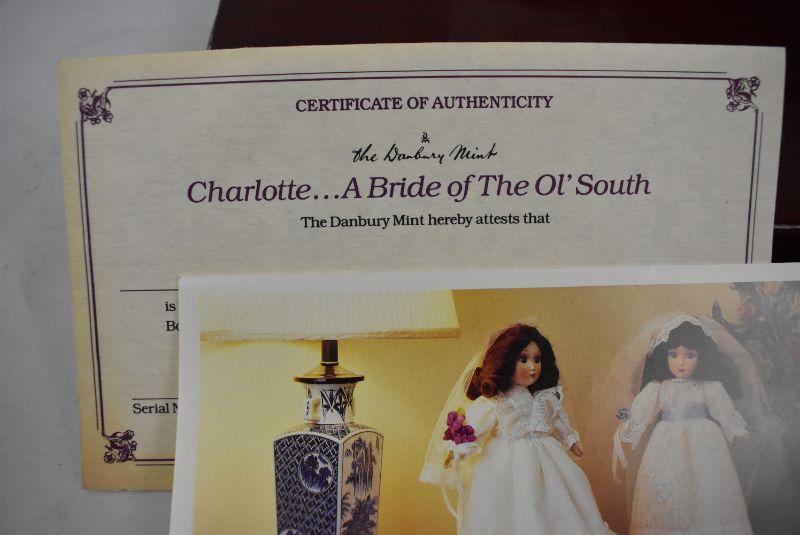 CERTIFICATE OF AUTHENTICITY
the Danbury Mint
Charlotte...A Bride of The Ol' South
The Danbury Mint hereby attests that
is
Serial